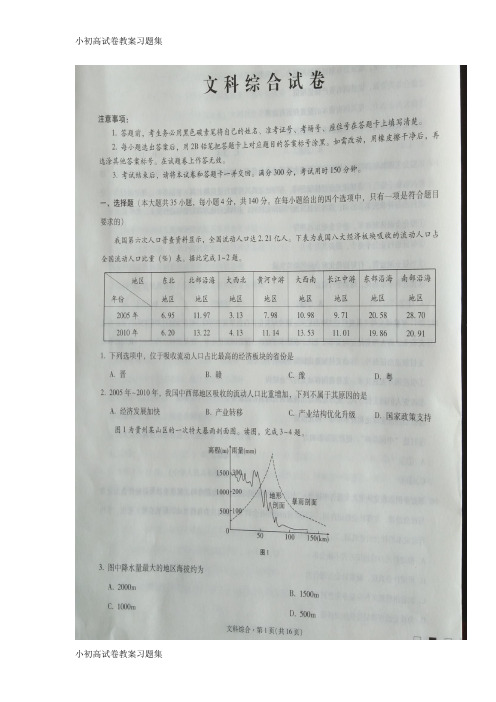 小初高试卷教案习题集
文科综合试卷
注意事项：
1. 答题前，考生务必用黑色碳素笔将自己的姓名、准考证号、考场号、座位号在答题卡上填写清楚。
2. 每小题选出答案后，用2B铅笔把答题卡上对应题目的答案标号涂黑。如需改动，用橡皮擦干净后，再
选涂其他答案标号。在试题卷上作答无效。
3. 考试结束后，请将本试卷和答题卡一并交回。满分300分，考试用时150分钟。
一、选择题（本大题共35小题，每小题4分，共140分。在每小题给出的四个选项中，只有一项是符合题目
要求的）
我国第六次人口普查资料显示，全国流动人口达2.21亿人。下表为我国八大经济板块吸收的流动人口占
全国流动人口比重（%）表。据此完成1~2题。
地区 东北 北部沿海 大西北 黄河中游 大西南 长江中游 东部沿海 南部沿海
年份 地区 地区 地区 地区 地区 地区 地区 地区
2005年 6.95 11.97 3.13 7.98 10.98 9.71 20.58 28.70
2010年 6.20 13.22 4.13 11.14 13.53 11.01 19.86 20.91
1. 下列选项中，位于吸收流动人口占比最高的经济板块的省份是
A. 晋 B. 赣 C. 豫 D. 粤
2. 2005年~2010年，我国中西部地区吸收的流动人口比重增加，下列不属于其原因的是
A. 经济发展加快 B. 产业转移 C. 产业结构优化升级 D. 国家政策支持
图1为贵州某山区的一次特大暴雨剖面图。读图，完成3~4题。
高程(m) 雨量(mm)
1500 300
1000 200
500 100
0
地形
剖面
暴雨剖面
50 100 150(km)
图1
3. 图中降水量最大的地区海拔约为
A. 2000m B. 1500m
C. 1000m D. 500m
文科综合·第1页（共16页）
小初高试卷教案习题集